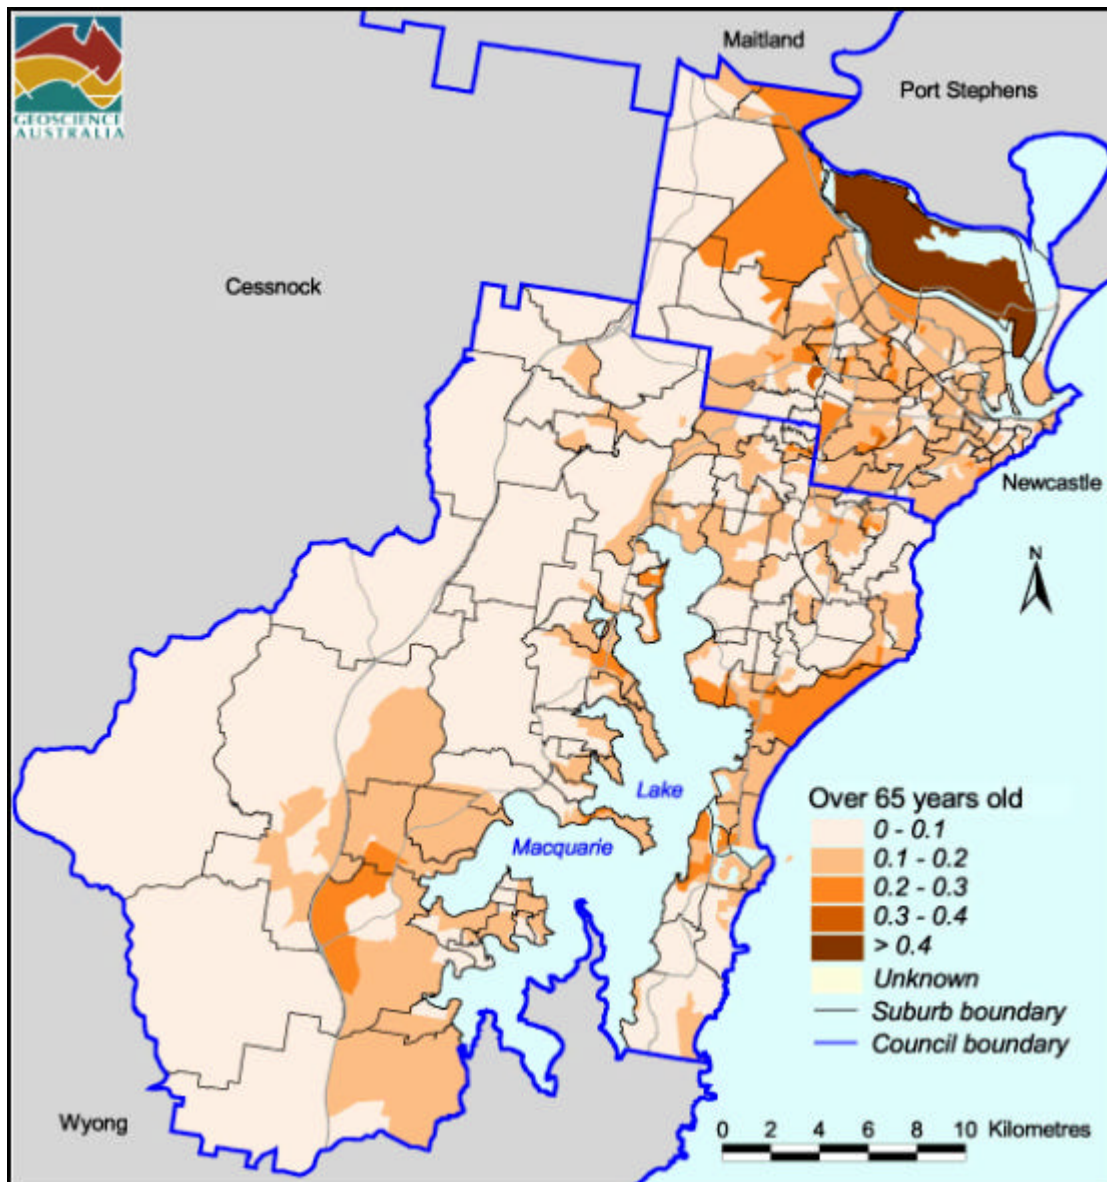 GEOSCIENCE
AUSTRALIA
Maitland
Port Stephens
Cessnock
Newcastle
N
Lake
Macquarie
Over 65 years old
0 - 0.1
0.1 - 0.2
0.2 - 0.3
0.3 - 0.4
> 0.4
Unknown
Suburb boundary
Council boundary
Wyong
0 2 4 6 8 10 Kilometres